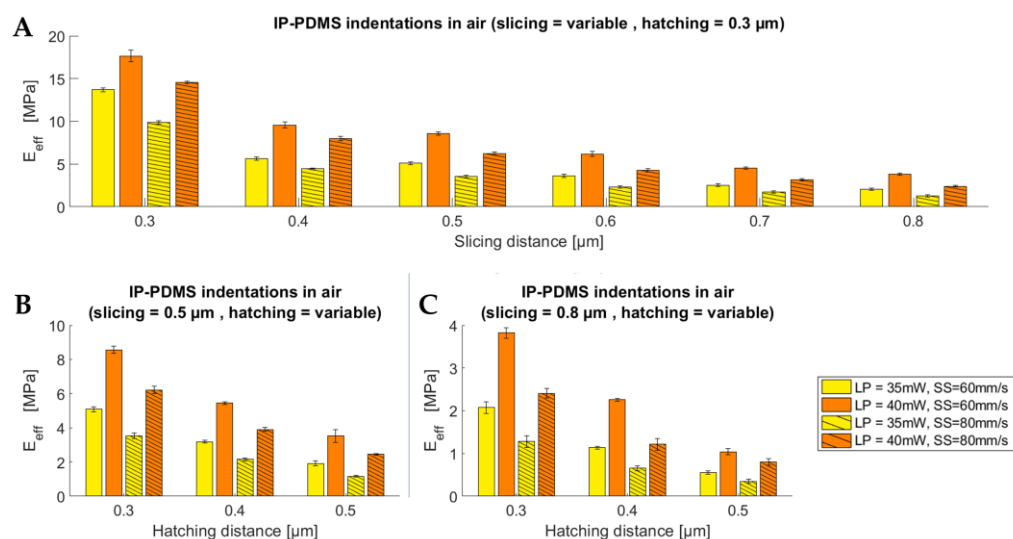 A
IP-PDMS indentations in air (slicing = variable , hatching = 0.3 µm)
20
15
10
5
0
E_eff [MPa]
0.3 0.4 0.5 0.6 0.7 0.8
Slicing distance [µm]
B
IP-PDMS indentations in air
(slicing = 0.5 µm , hatching = variable)
10
8
6
4
2
0
E_eff [MPa]
0.3 0.4 0.5
Hatching distance [µm]
C
IP-PDMS indentations in air
(slicing = 0.8 µm , hatching = variable)
4
3
2
1
0
E_eff [MPa]
0.3 0.4 0.5
Hatching distance [µm]
LP = 35mW, SS=60mm/s
LP = 40mW, SS=60mm/s
LP = 35mW, SS=80mm/s
LP = 40mW, SS=80mm/s